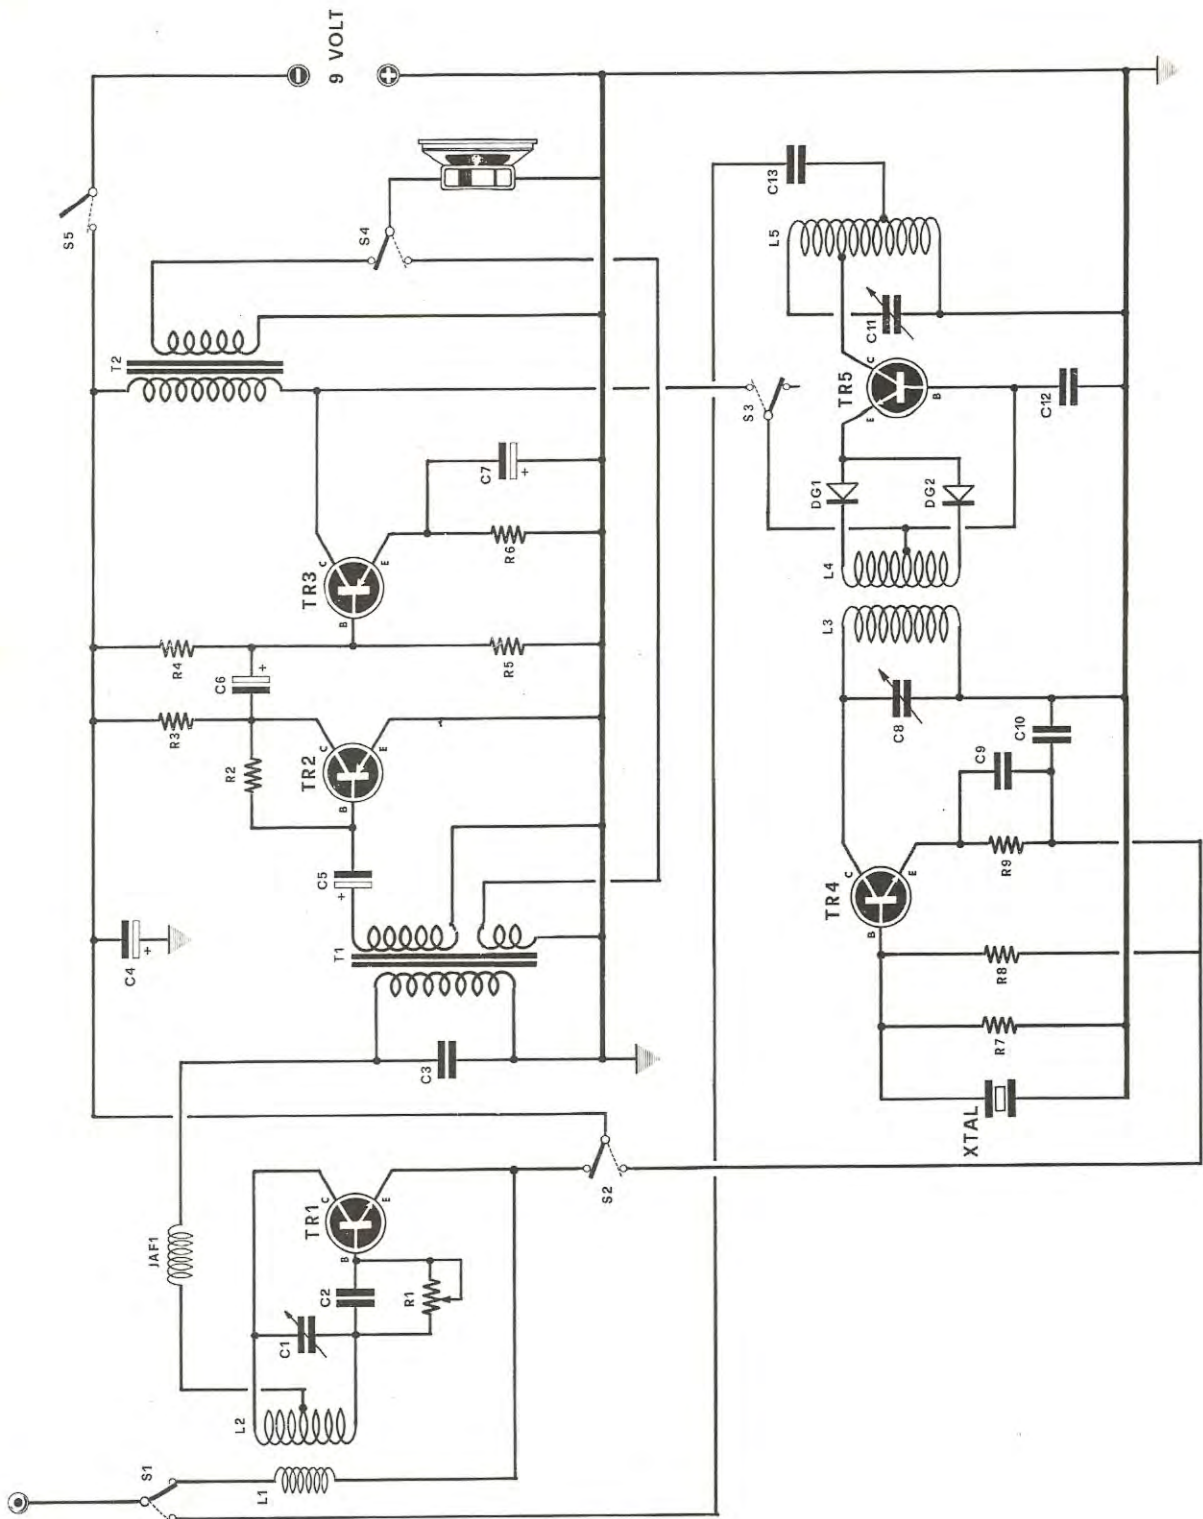 9 VOLT
S5
S4
T2
C13
L5
C11
C
TR5
E
B
C12
S3
DG1
DG2
L4
L3
C7
+
R6
TR3
C
E
B
R4
C6
+
R5
R3
R2
TR2
C
E
B
C5
+
C4
+
T1
C3
C8
C10
C9
R9
TR4
C
E
B
R8
R7
XTAL
S2
JAF1
TR1
C
E
B
C1
C2
R1
L2
S1
L1